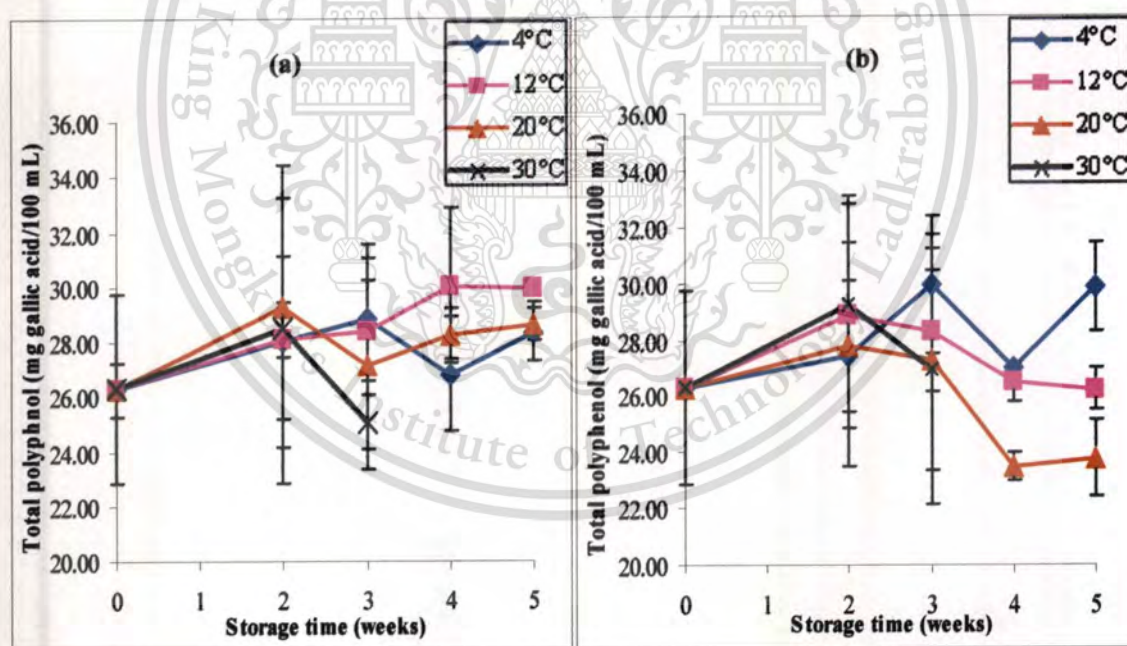 (a)
4°C
12°C
20°C
30°C
36.00
34.00
32.00
30.00
28.00
26.00
24.00
22.00
20.00
Total polyphnol (mg gallic acid/100 mL)
0 1 2 3 4 5
Storage time (weeks)
(b)
4°C
12°C
20°C
30°C
36.00
34.00
32.00
30.00
28.00
26.00
24.00
22.00
20.00
Total polyphenol (mg gallic acid/100 mL)
0 1 2 3 4 5
Storage time (weeks)
King Mongkut's Institute of Technology Ladkrabang